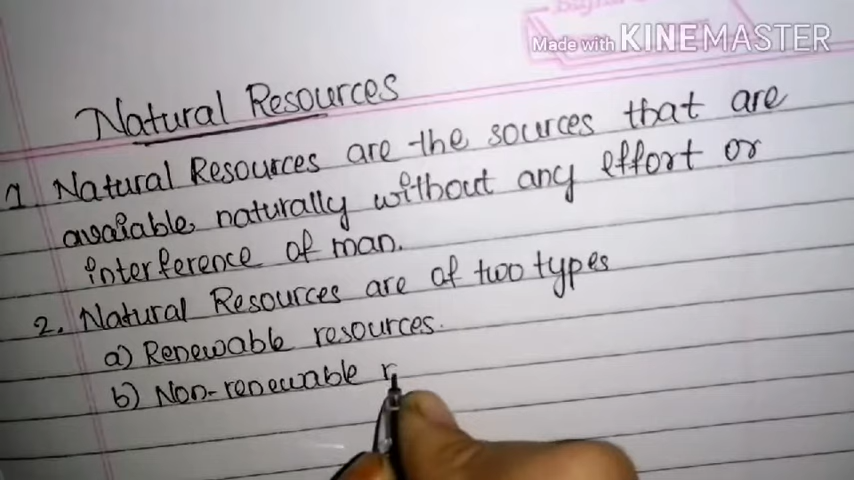 Made with KINEMASTER
Natural Resources
1. Natural Resources are the sources that are
avaiable naturally without any effort or
interference of man.
2. Natural Resources are of two types
a) Renewable resources.
b) Non-renewable r